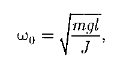 ω₀ = √(mgl/J),